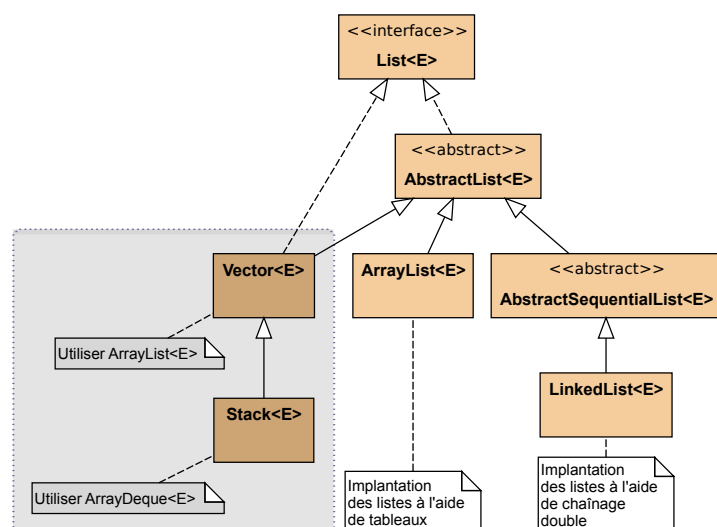 <<interface>>
List<E>
<<abstract>>
AbstractList<E>
Vector<E>
ArrayList<E>
<<abstract>>
AbstractSequentialList<E>
Utiliser ArrayList<E>
Stack<E>
LinkedList<E>
Utiliser ArrayDeque<E>
Implantation
des listes à l'aide
de tableaux
Implantation
des listes à l'aide
de chaînage
double